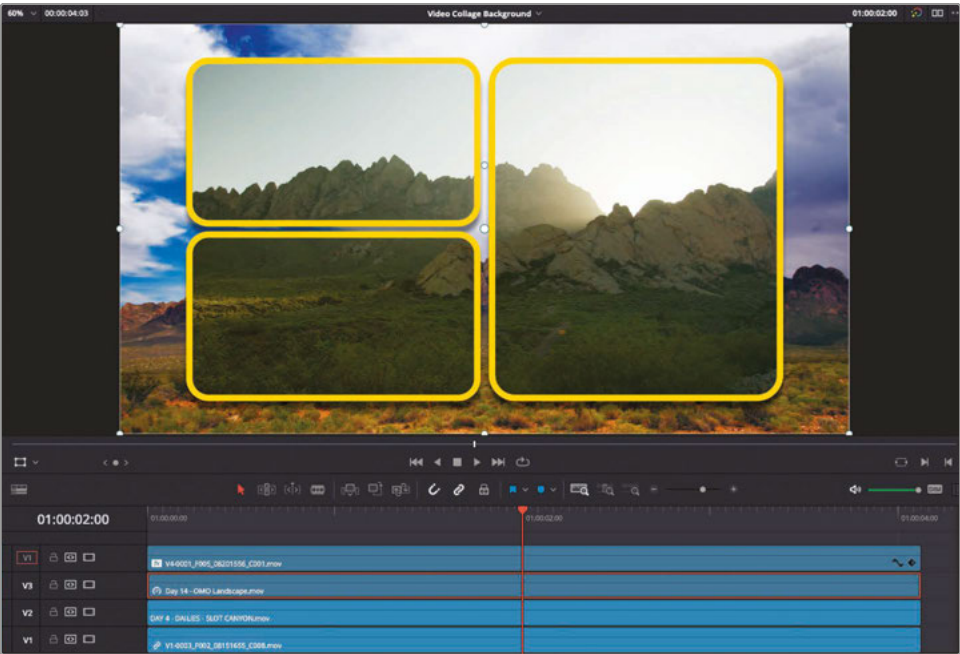 60% 00:00:04:03 Video Collage Background 01:00:02:00
01:00:02:00 01:00:00:00 01:00:02:00 01:00:04:00
V1 V4-0001_F005_08201556_C001.mov
V3 Day 14 - OMO Landscape.mov
V2 DAY 4 - DAILIES - SLOT CANYON.mov
V1 V1-0003_F002_08151655_C008.mov